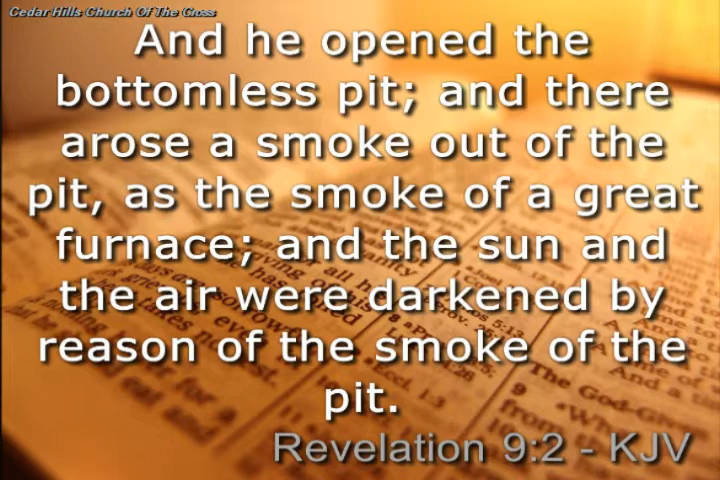 Cedar Hills Church Of The Cross
And he opened the
bottomless pit; and there
arose a smoke out of the
pit, as the smoke of a great
furnace; and the sun and
the air were darkened by
reason of the smoke of the
pit.
Revelation 9:2 - KJV